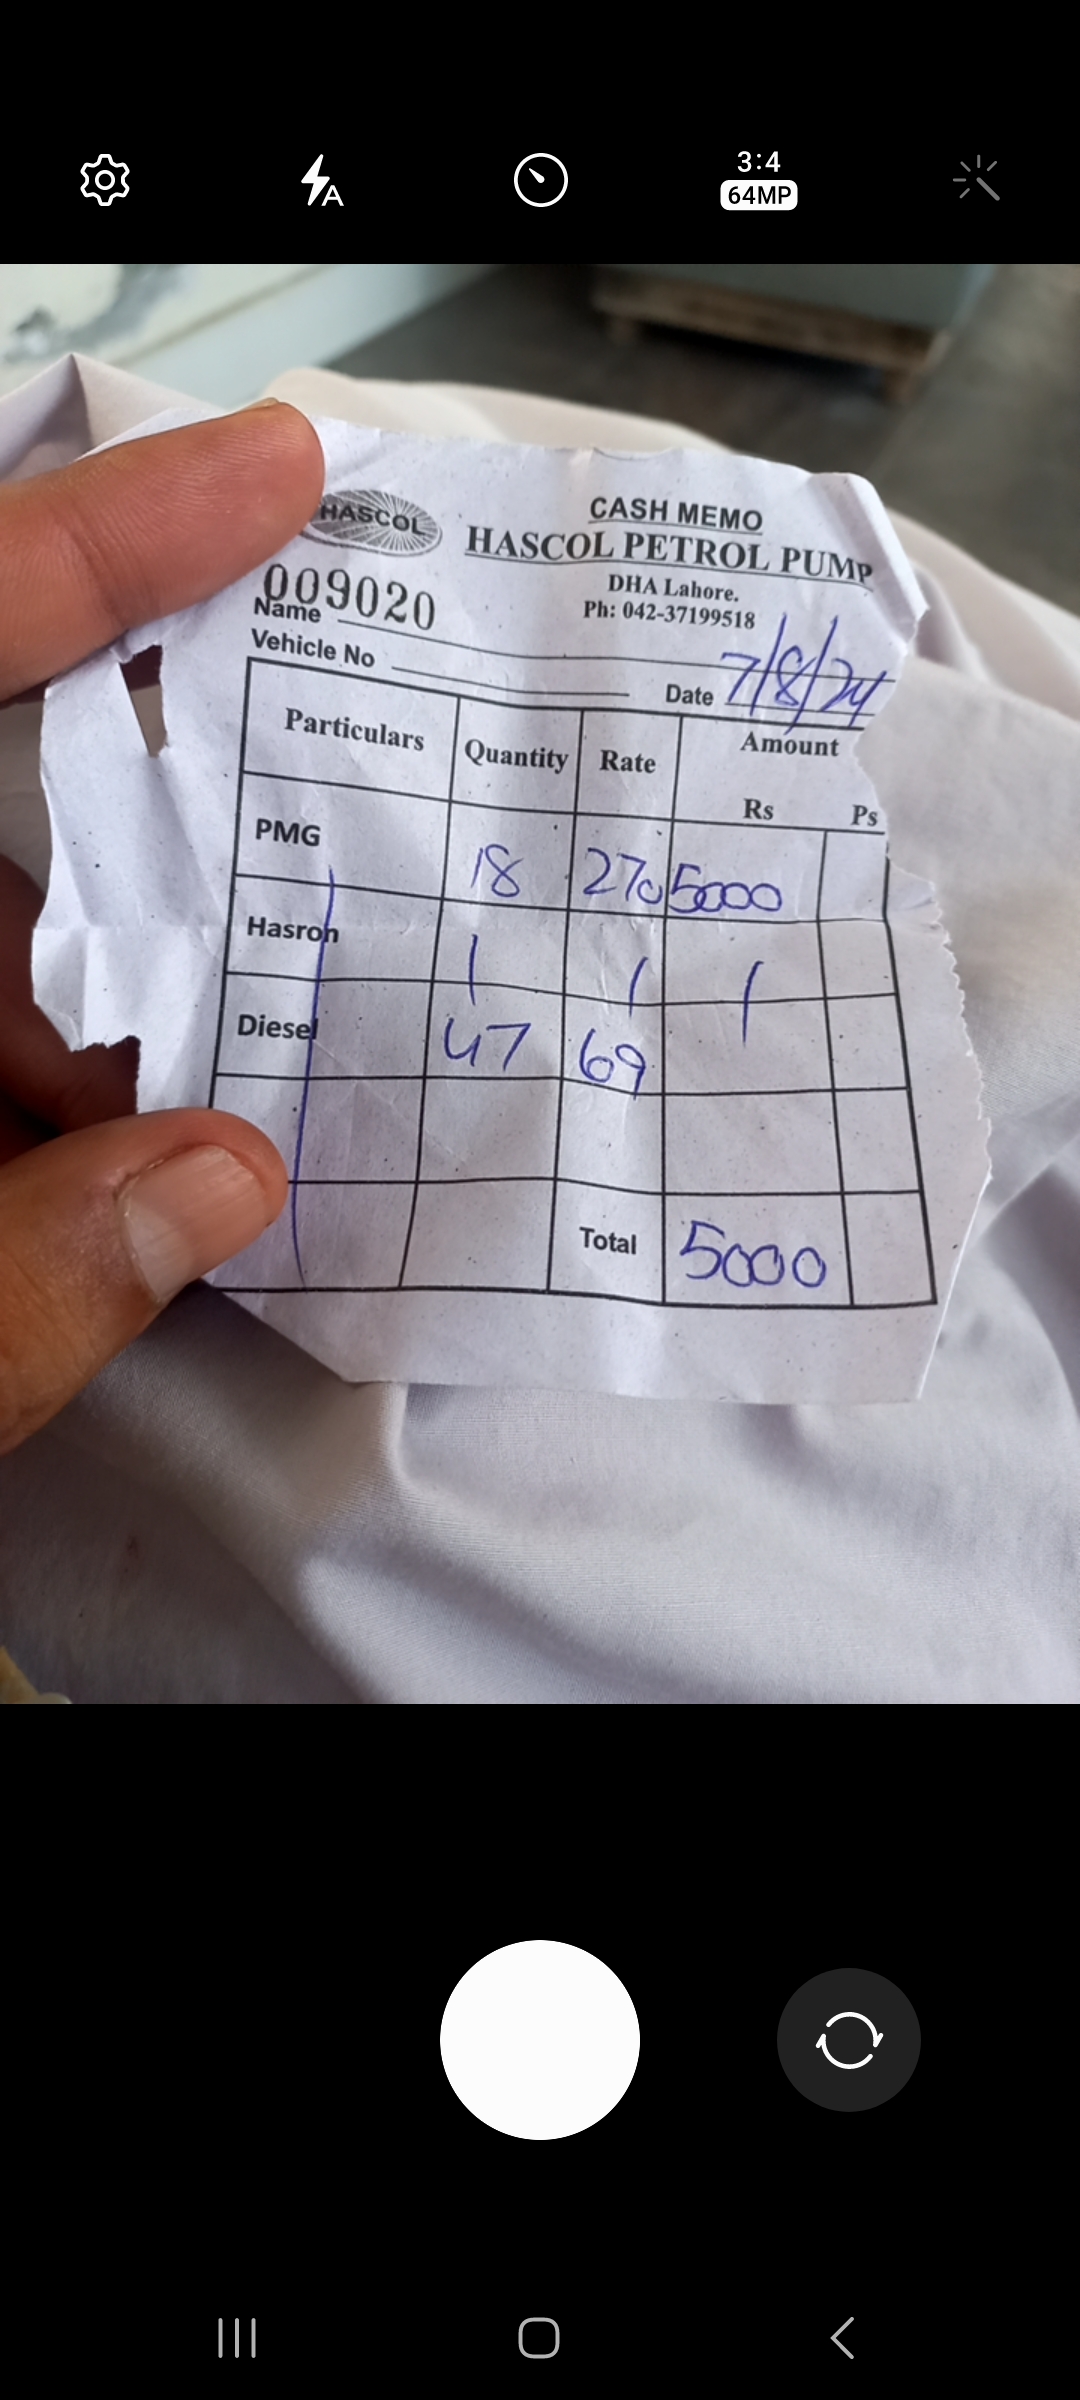 3:4
64MP
HASCOL
CASH MEMO
HASCOL PETROL PUMP
DHA Lahore.
Ph: 042-37199518
009020
Name
Vehicle No
Date 7/8/24
Particulars Quantity Rate Amount
Rs Ps
PMG 18 270 5000
Hasron / / /
Diesel 47 69
Total 5000